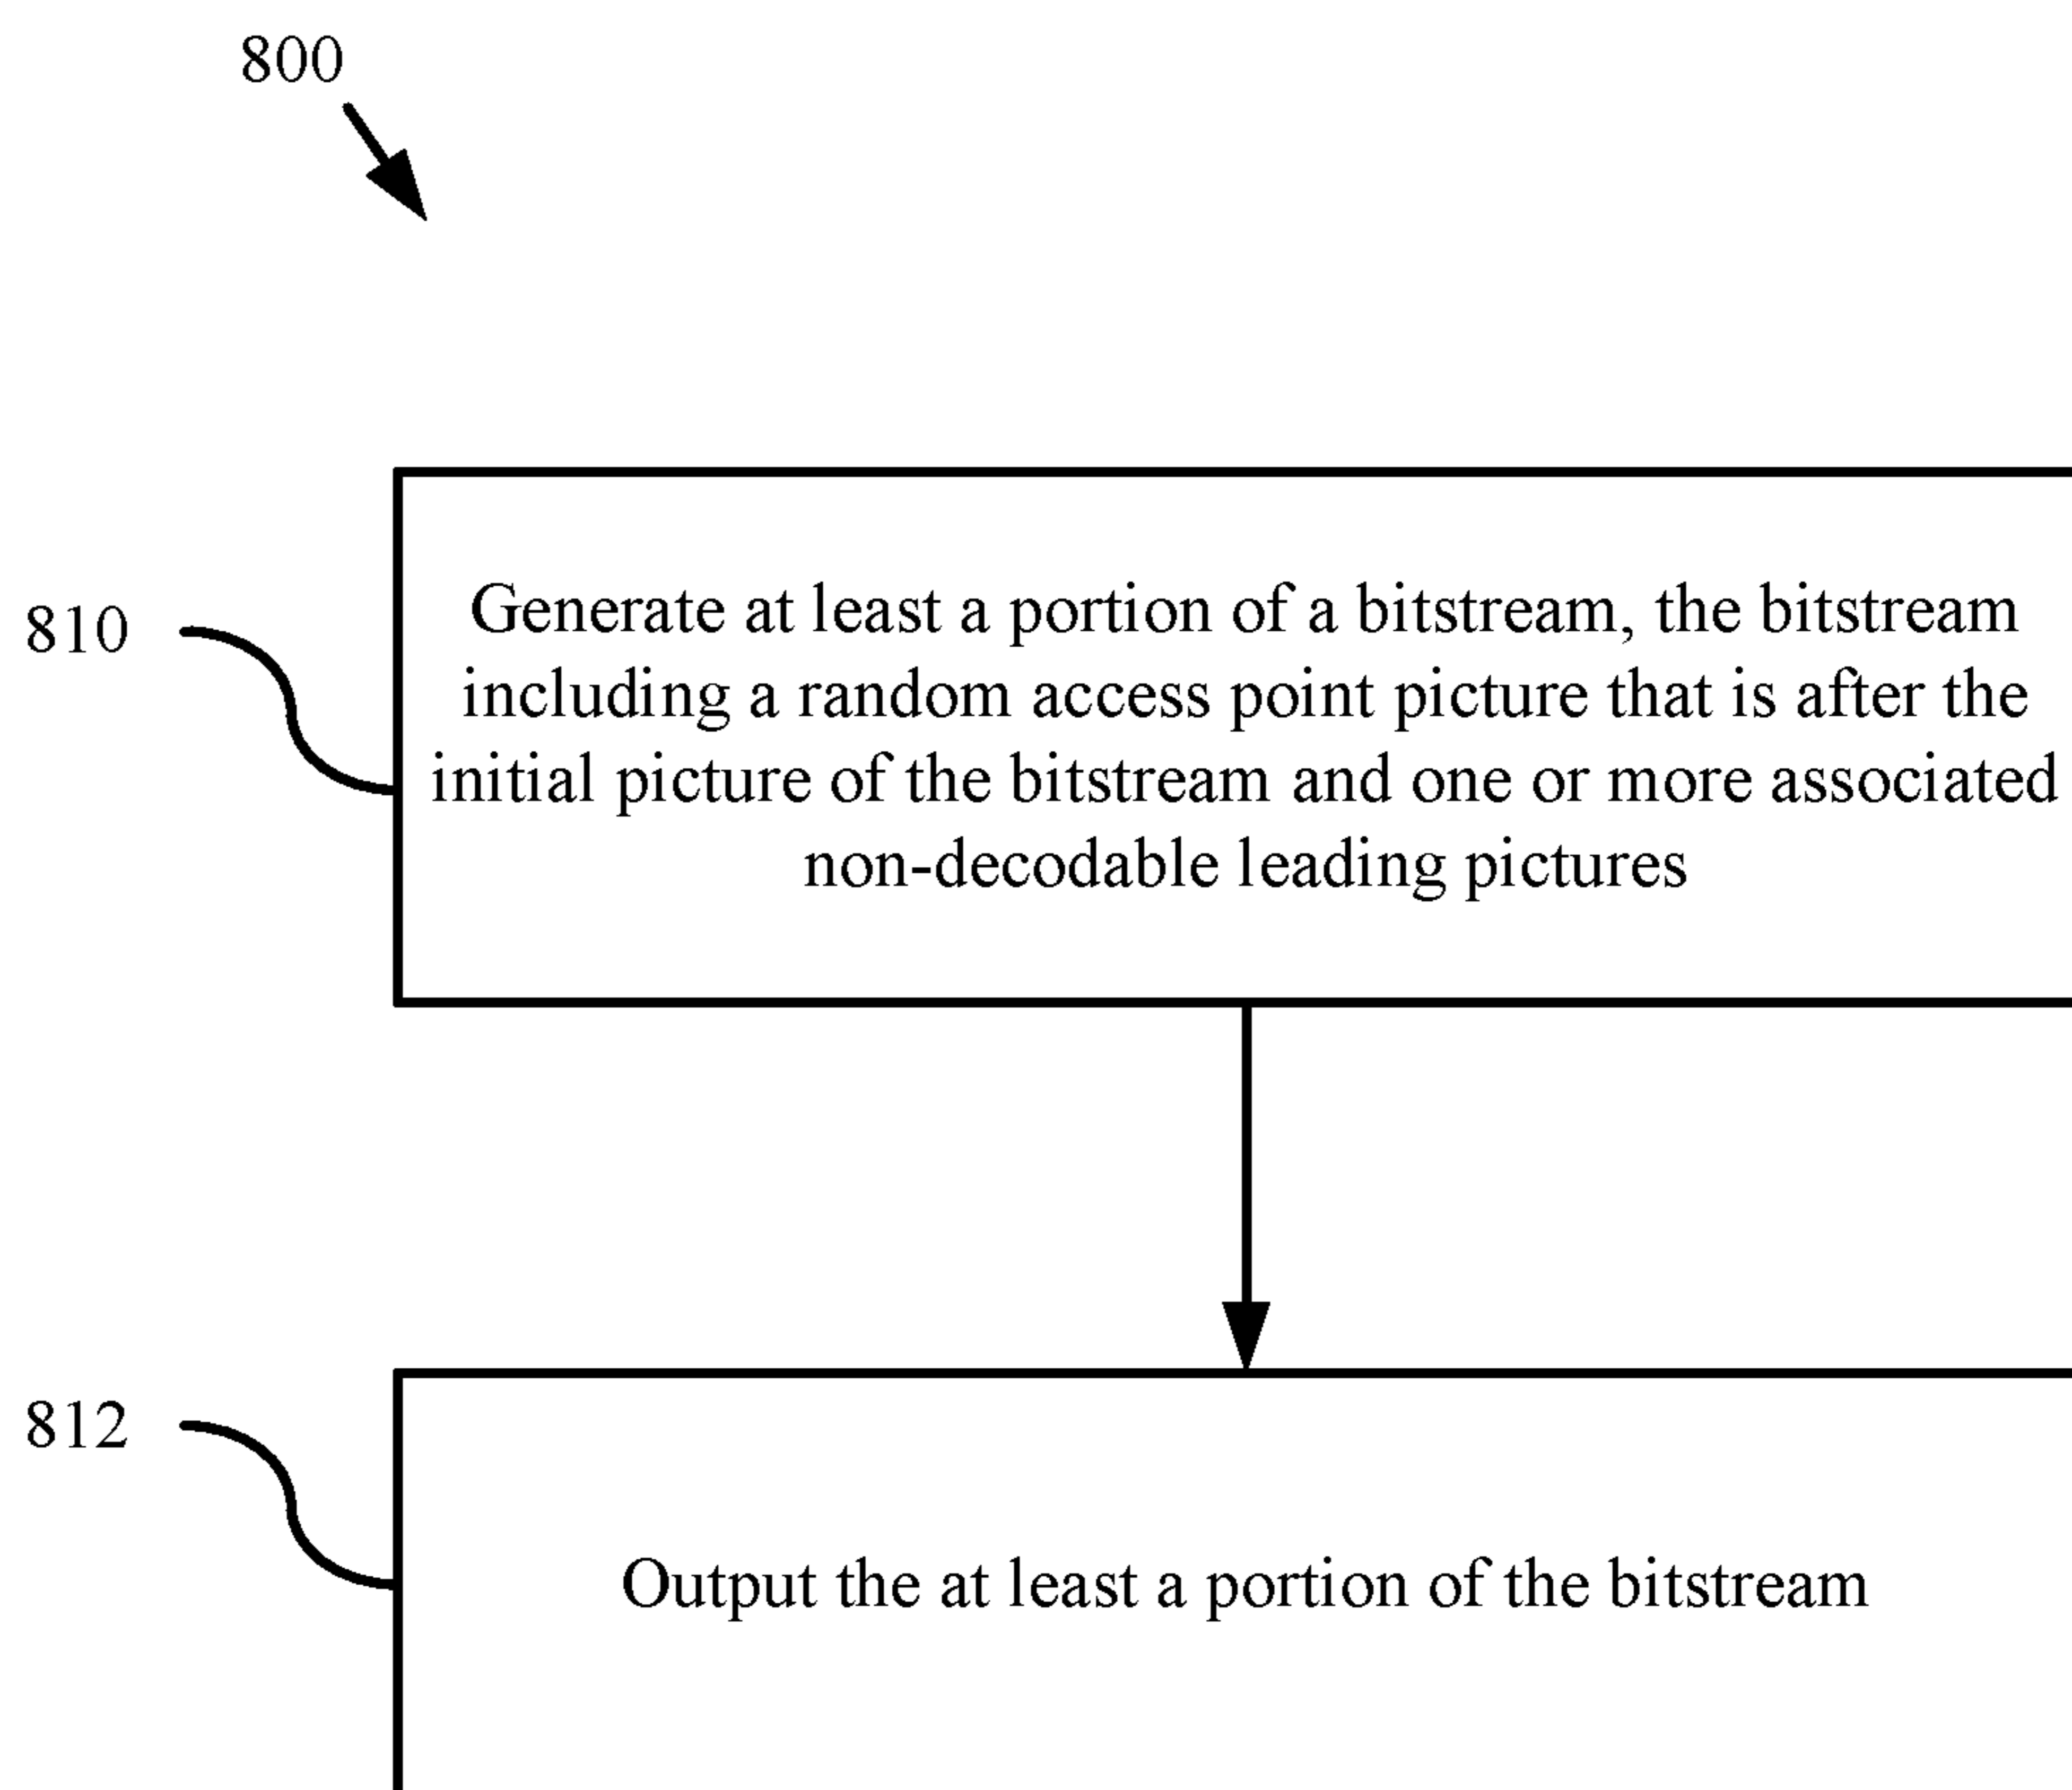 800
810
Generate at least a portion of a bitstream, the bitstream
including a random access point picture that is after the
initial picture of the bitstream and one or more associated
non-decodable leading pictures
812
Output the at least a portion of the bitstream